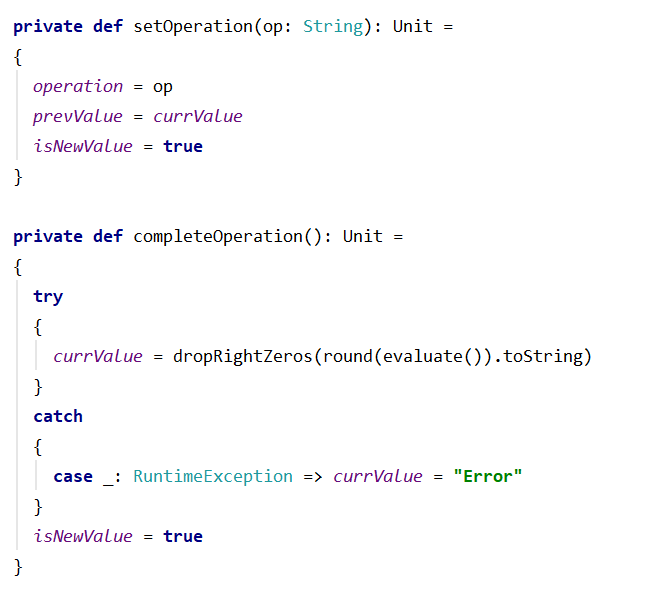 private def setOperation(op: String): Unit =
{
  operation = op
  prevValue = currValue
  isNewValue = true
}

private def completeOperation(): Unit =
{
  try
  {
    currValue = dropRightZeros(round(evaluate()).toString)
  }
  catch
  {
    case _: RuntimeException => currValue = "Error"
  }
  isNewValue = true
}